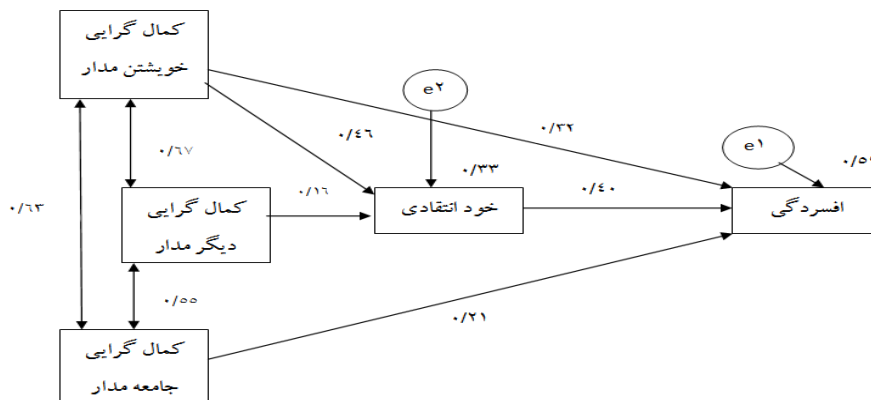 کمال گرایی
خویشتن مدار
e۲
۰/۳۲
e۱
۰/۴۶
۰/۶۷
۰/۳۳
۰/۶۳
کمال گرایی
دیگر مدار
۰/۱۶
خود انتقادی
۰/٤۰
افسردگی
۰/۵۵
۰/۲۱
کمال گرایی
جامعه مدار